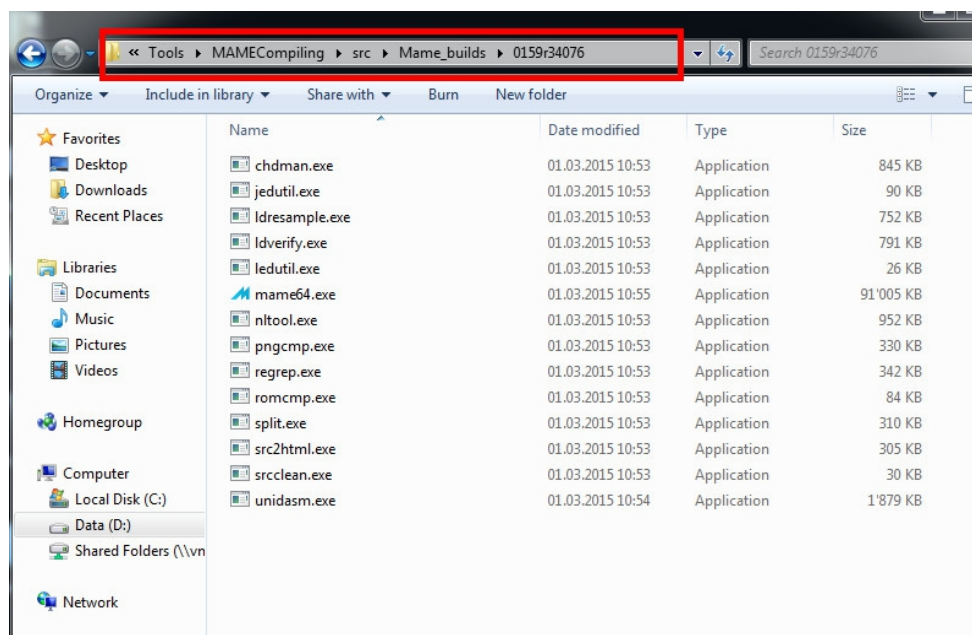 « Tools ▸ MAMECompiling ▸ src ▸ Mame_builds ▸ 0159r34076 Search 0159r34076
Organize Include in library Share with Burn New folder
Favorites
Desktop
Downloads
Recent Places
Libraries
Documents
Music
Pictures
Videos
Homegroup
Computer
Local Disk (C:)
Data (D:)
Shared Folders (\\vn
Network
Name Date modified Type Size
chdman.exe 01.03.2015 10:53 Application 845 KB
jedutil.exe 01.03.2015 10:53 Application 90 KB
ldresample.exe 01.03.2015 10:53 Application 752 KB
ldverify.exe 01.03.2015 10:53 Application 791 KB
ledutil.exe 01.03.2015 10:53 Application 26 KB
mame64.exe 01.03.2015 10:55 Application 91'005 KB
nltool.exe 01.03.2015 10:53 Application 952 KB
pngcmp.exe 01.03.2015 10:53 Application 330 KB
regrep.exe 01.03.2015 10:53 Application 342 KB
romcmp.exe 01.03.2015 10:53 Application 84 KB
split.exe 01.03.2015 10:53 Application 310 KB
src2html.exe 01.03.2015 10:53 Application 305 KB
srcclean.exe 01.03.2015 10:53 Application 30 KB
unidasm.exe 01.03.2015 10:54 Application 1'879 KB